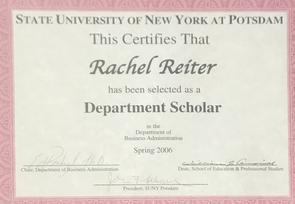 STATE UNIVERSITY OF NEW YORK AT POTSDAM
This Certifies That
Rachel Reiter
has been selected as a
Department Scholar
in the
Department of
Business Administration
Spring 2006
Chair, Department of Business Administration
Dean, School of Education & Professional Studies
President, SUNY Potsdam